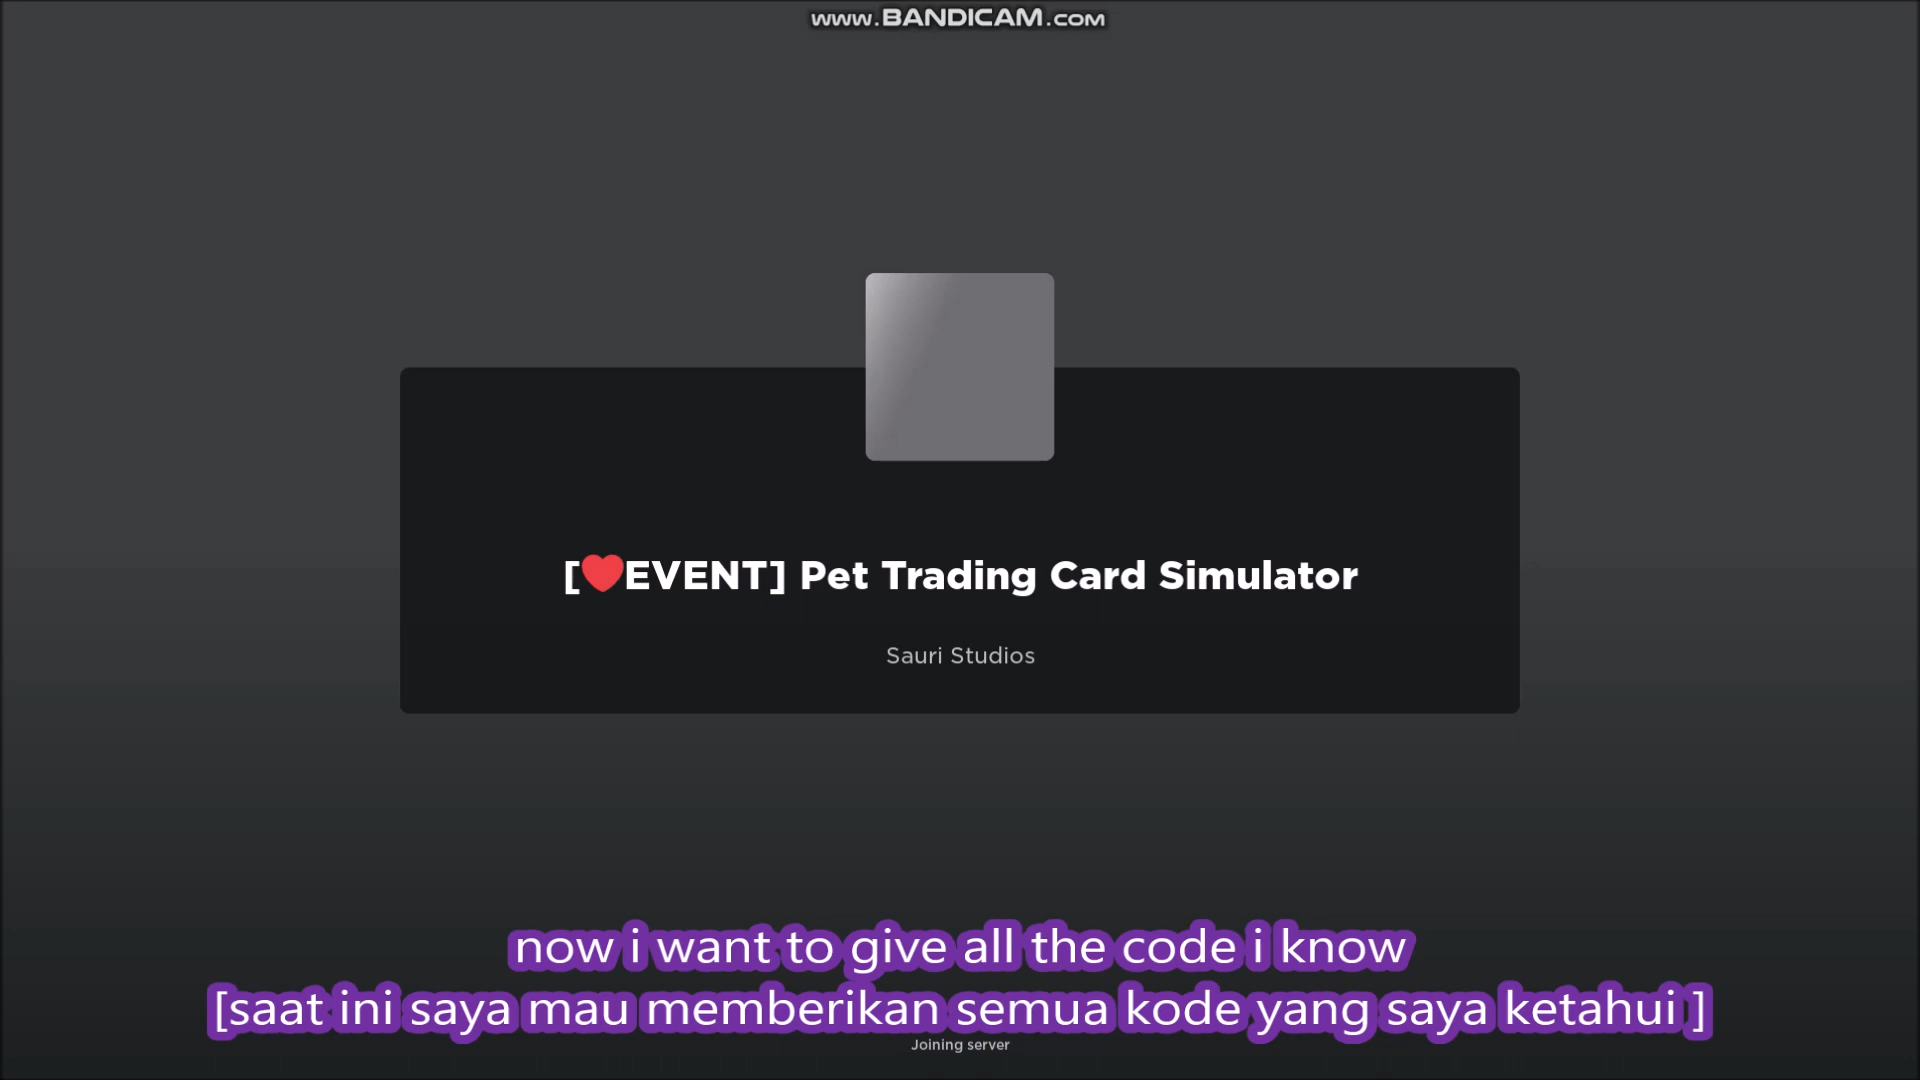 www.BANDICAM.com
[❤️EVENT] Pet Trading Card Simulator
Sauri Studios
now i want to give all the code i know
[saat ini saya mau memberikan semua kode yang saya ketahui ]
Joining server